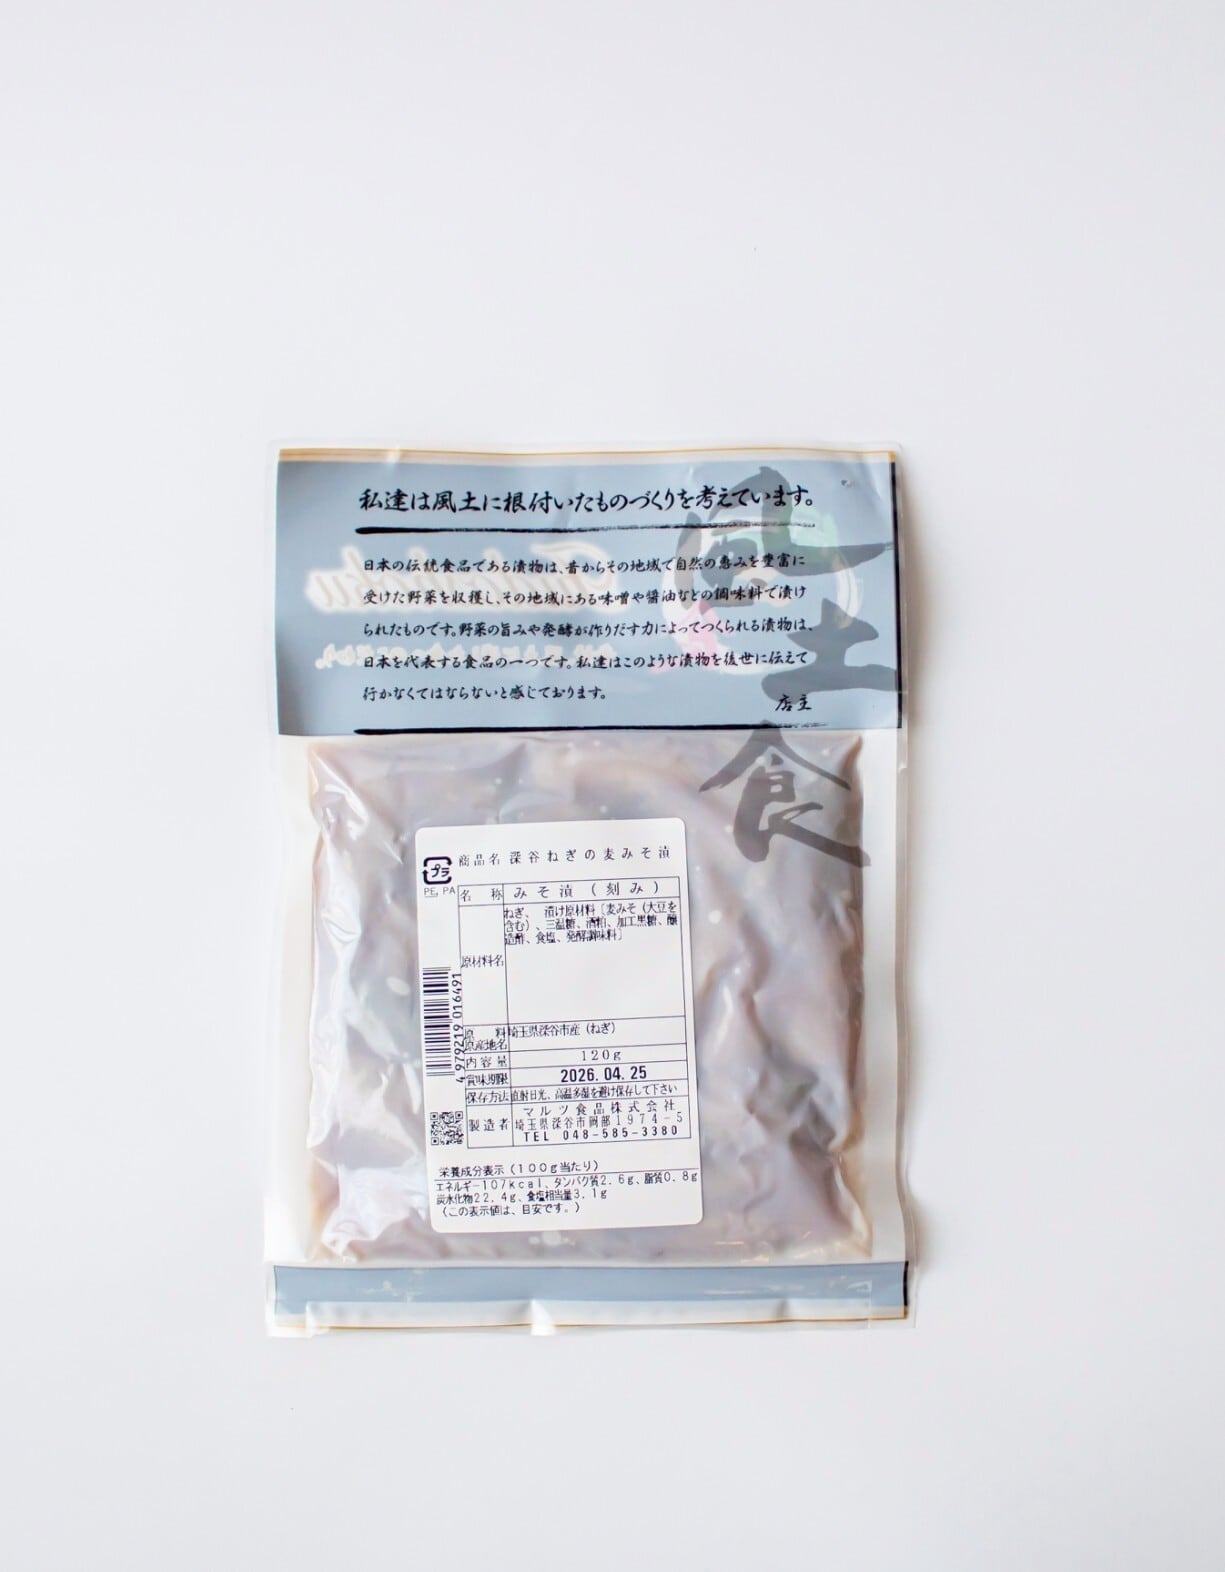 私達は風土に根付いたものづくりを考えています。
日本の伝統食品である漬物は、昔からその地域で自然の恵みを豊富に
受けた野菜を収穫し、その地域にある味噌や醤油などの調味料で漬け
られたものです。野菜の旨みや発酵が作りだす力によってつくられる漬物は、
日本を代表する食品の一つです。私達はこのような漬物を後世に伝えて
行かなくてはならないと感じております。
店主
風土食
プラ
PE, PA
商品名 深谷ねぎの麦みそ漬
名称 みそ漬(刻み)
原材料名 ねぎ、 漬け原材料〔麦みそ(大豆を
含む)、三温糖、酒粕、加工黒糖、醸
造酢、食塩、発酵調味料〕
原料原産地名 埼玉県深谷市産(ねぎ)
内容量 120g
賞味期限 2026.04.25
保存方法 直射日光、高温多湿を避け保存して下さい
製造者 マルツ食品株式会社
埼玉県深谷市岡部1974-5
TEL 048-585-3380
4979219016491
栄養成分表示(100g当たり)
エネルギー107kcal、タンパク質2.6g、脂質0.8g
炭水化物22.4g、食塩相当量3.1g
(この表示値は、目安です。)